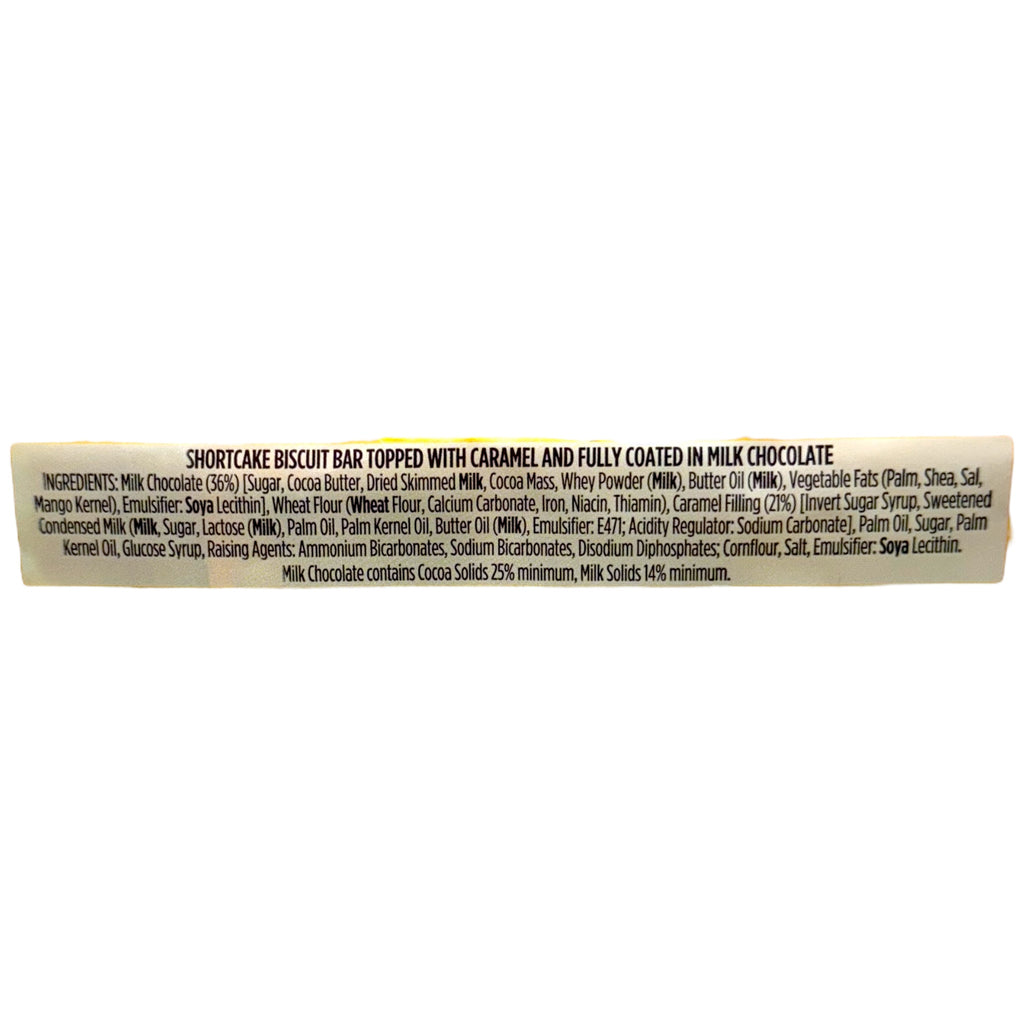 SHORTCAKE BISCUIT BAR TOPPED WITH CARAMEL AND FULLY COATED IN MILK CHOCOLATE
INGREDIENTS: Milk Chocolate (36%) [Sugar, Cocoa Butter, Dried Skimmed Milk, Cocoa Mass, Whey Powder (Milk), Butter Oil (Milk), Vegetable Fats (Palm, Shea, Sal,
Mango Kernel), Emulsifier: Soya Lecithin], Wheat Flour (Wheat Flour, Calcium Carbonate, Iron, Niacin, Thiamin), Caramel Filling (21%) [Invert Sugar Syrup, Sweetened
Condensed Milk (Milk, Sugar, Lactose (Milk), Palm Oil, Palm Kernel Oil, Butter Oil (Milk), Emulsifier: E471; Acidity Regulator: Sodium Carbonate], Palm Oil, Sugar, Palm
Kernel Oil, Glucose Syrup, Raising Agents: Ammonium Bicarbonates, Sodium Bicarbonates, Disodium Diphosphates; Cornflour, Salt, Emulsifier: Soya Lecithin.
Milk Chocolate contains Cocoa Solids 25% minimum, Milk Solids 14% minimum.